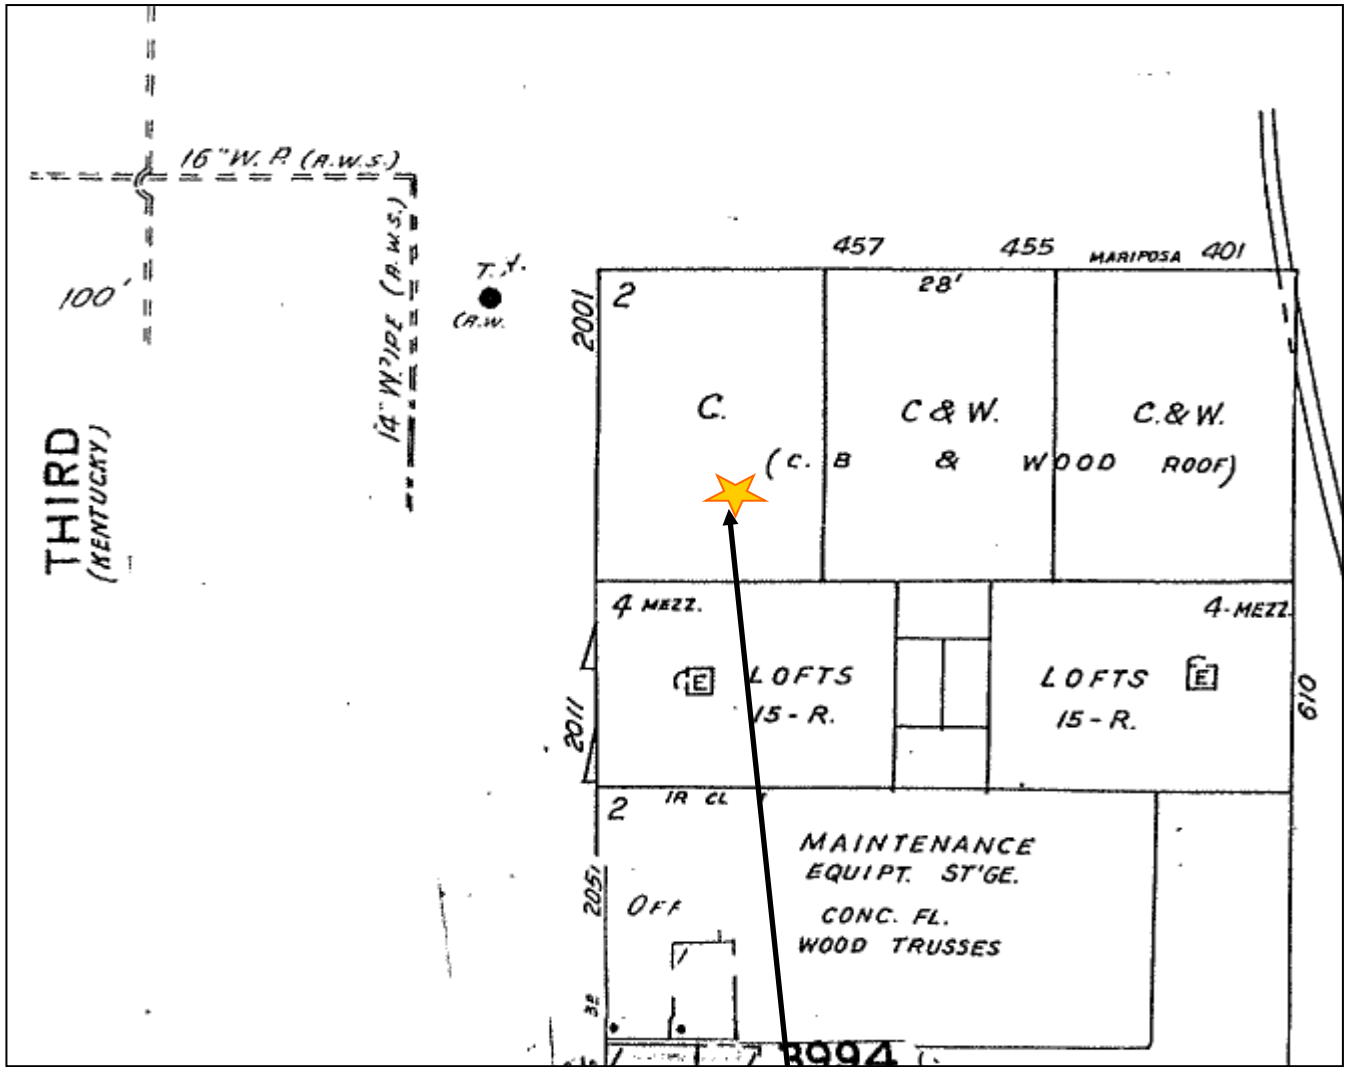 16" W. P. (A.W.S.)
14" W. PIPE (A.W.S.)
100'
THIRD
(KENTUCKY)
(A.W.
457
455
MARIPOSA 401
28'
2
2001
C.
C & W.
C. & W.
(C. B & WOOD ROOF)
4 MEZZ.
4-MEZZ.
E
LOFTS
15-R.
LOFTS
15-R.
E
2011
610
2
IR CL
MAINTENANCE
EQUIPT. ST'GE.
CONC. FL.
WOOD TRUSSES
OFF
2051
3994